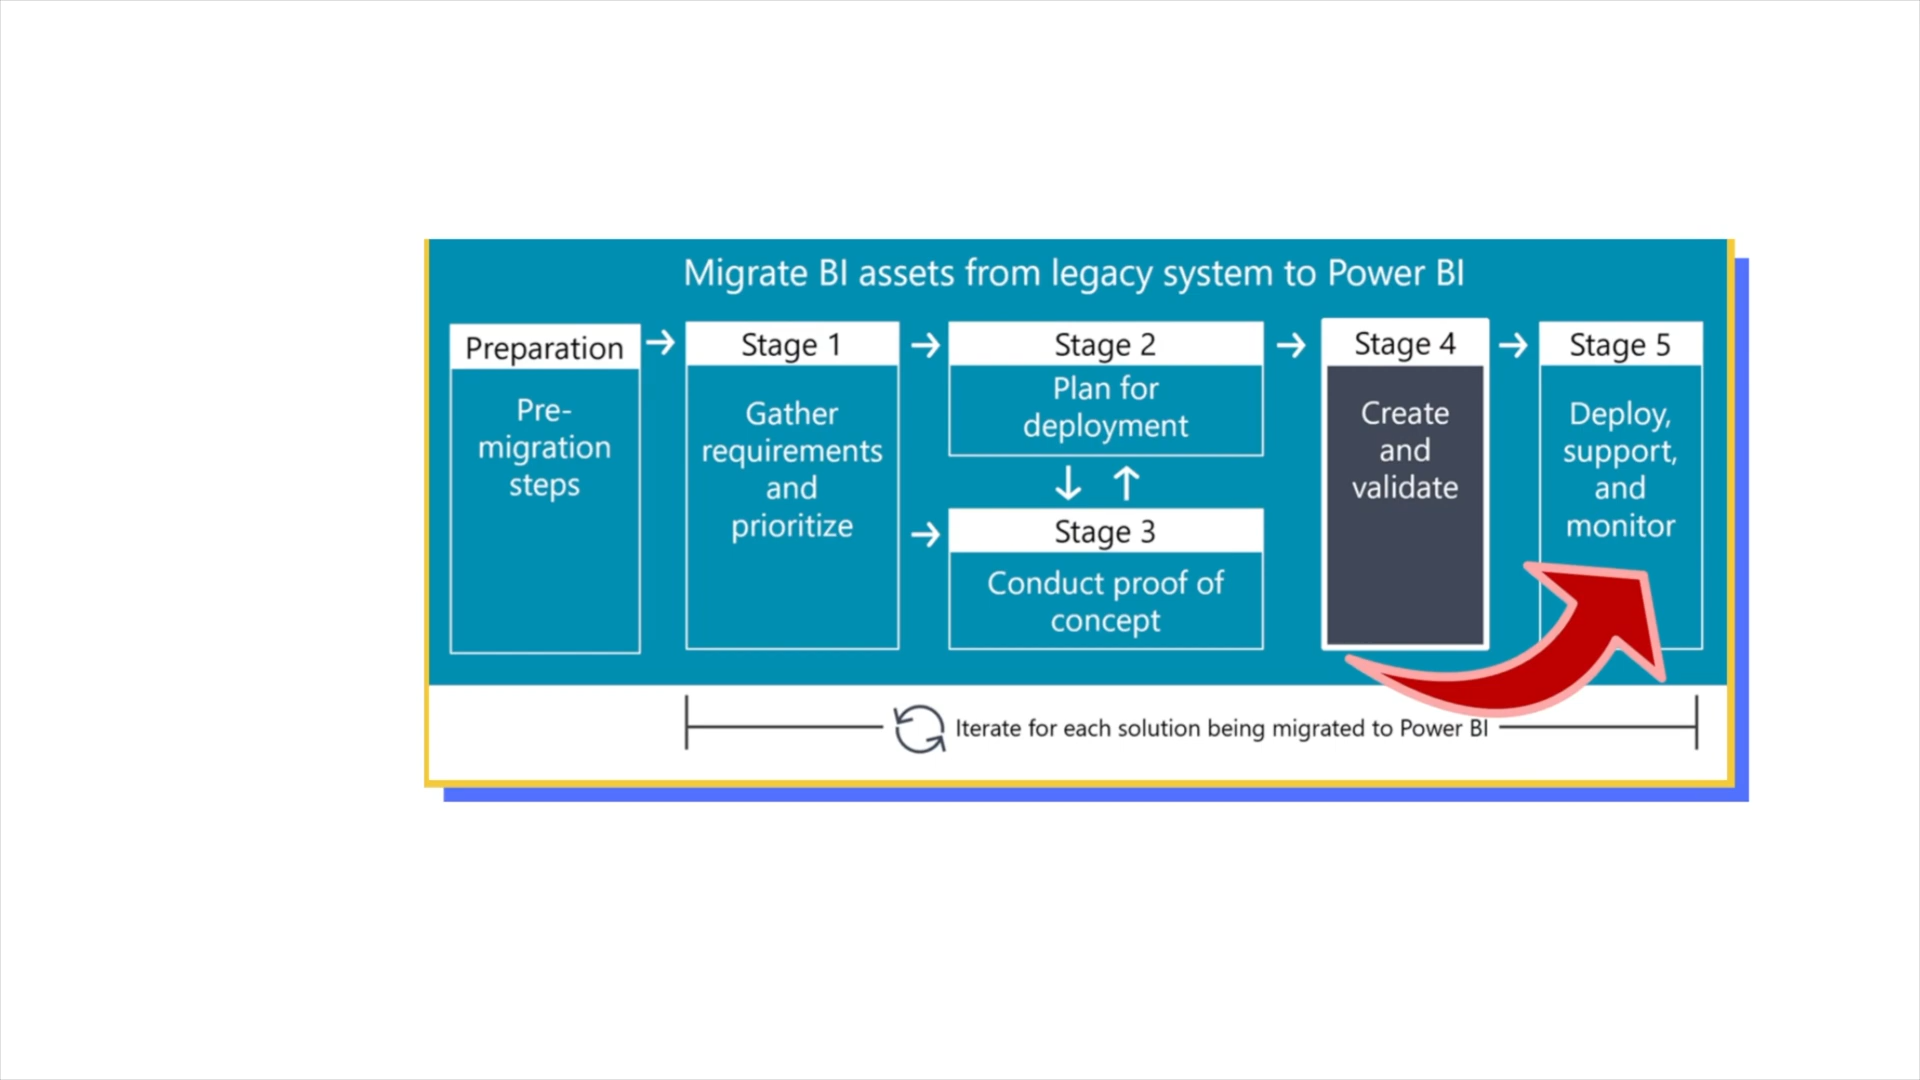 Migrate BI assets from legacy system to Power BI
Preparation
Pre-
migration
steps
Stage 1
Gather
requirements
and
prioritize
Stage 2
Plan for
deployment
Stage 3
Conduct proof of
concept
Stage 4
Create
and
validate
Stage 5
Deploy,
support,
and
monitor
Iterate for each solution being migrated to Power BI